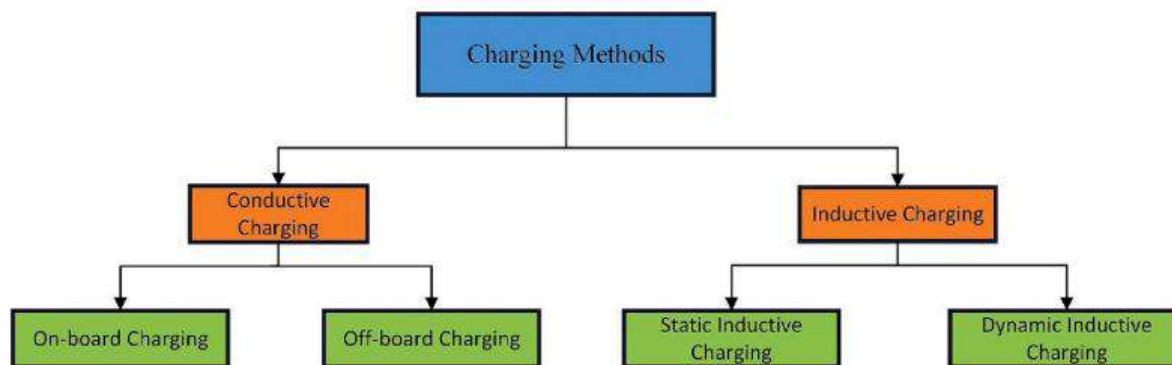 Charging Methods
Conductive
Charging
Inductive Charging
On-board Charging
Off-board Charging
Static Inductive
Charging
Dynamic Inductive
Charging